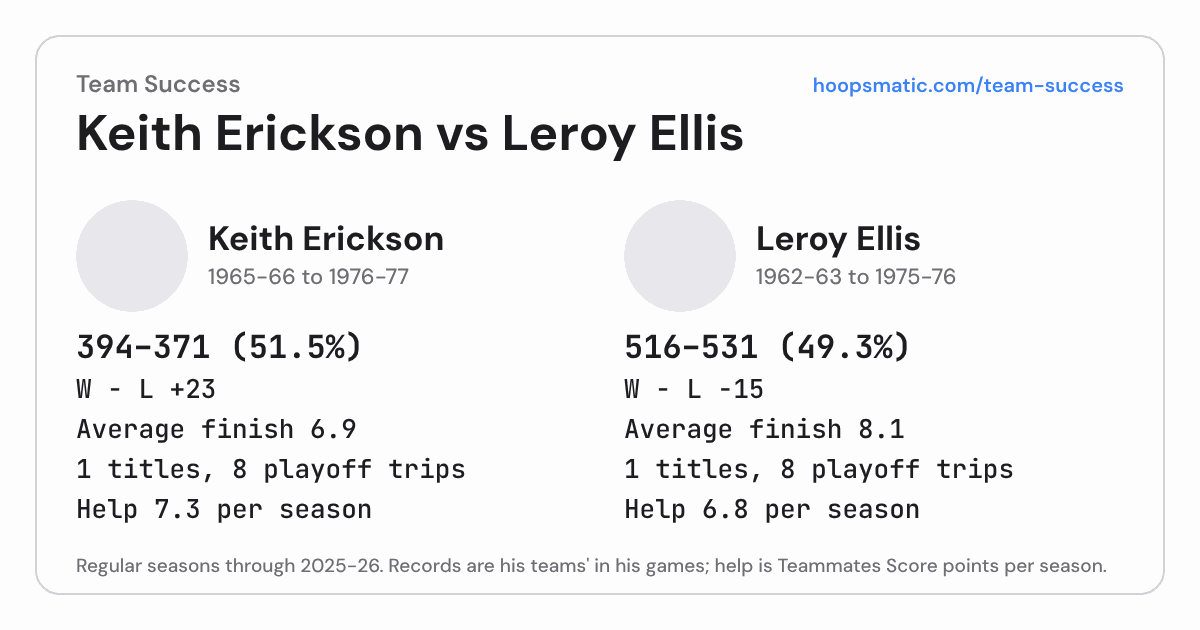 Team Success
hoopsmatic.com/team-success
Keith Erickson vs Leroy Ellis
Keith Erickson
1965-66 to 1976-77
394-371 (51.5%)
W - L +23
Average finish 6.9
1 titles, 8 playoff trips
Help 7.3 per season
Leroy Ellis
1962-63 to 1975-76
516-531 (49.3%)
W - L -15
Average finish 8.1
1 titles, 8 playoff trips
Help 6.8 per season
Regular seasons through 2025-26. Records are his teams' in his games; help is Teammates Score points per season.